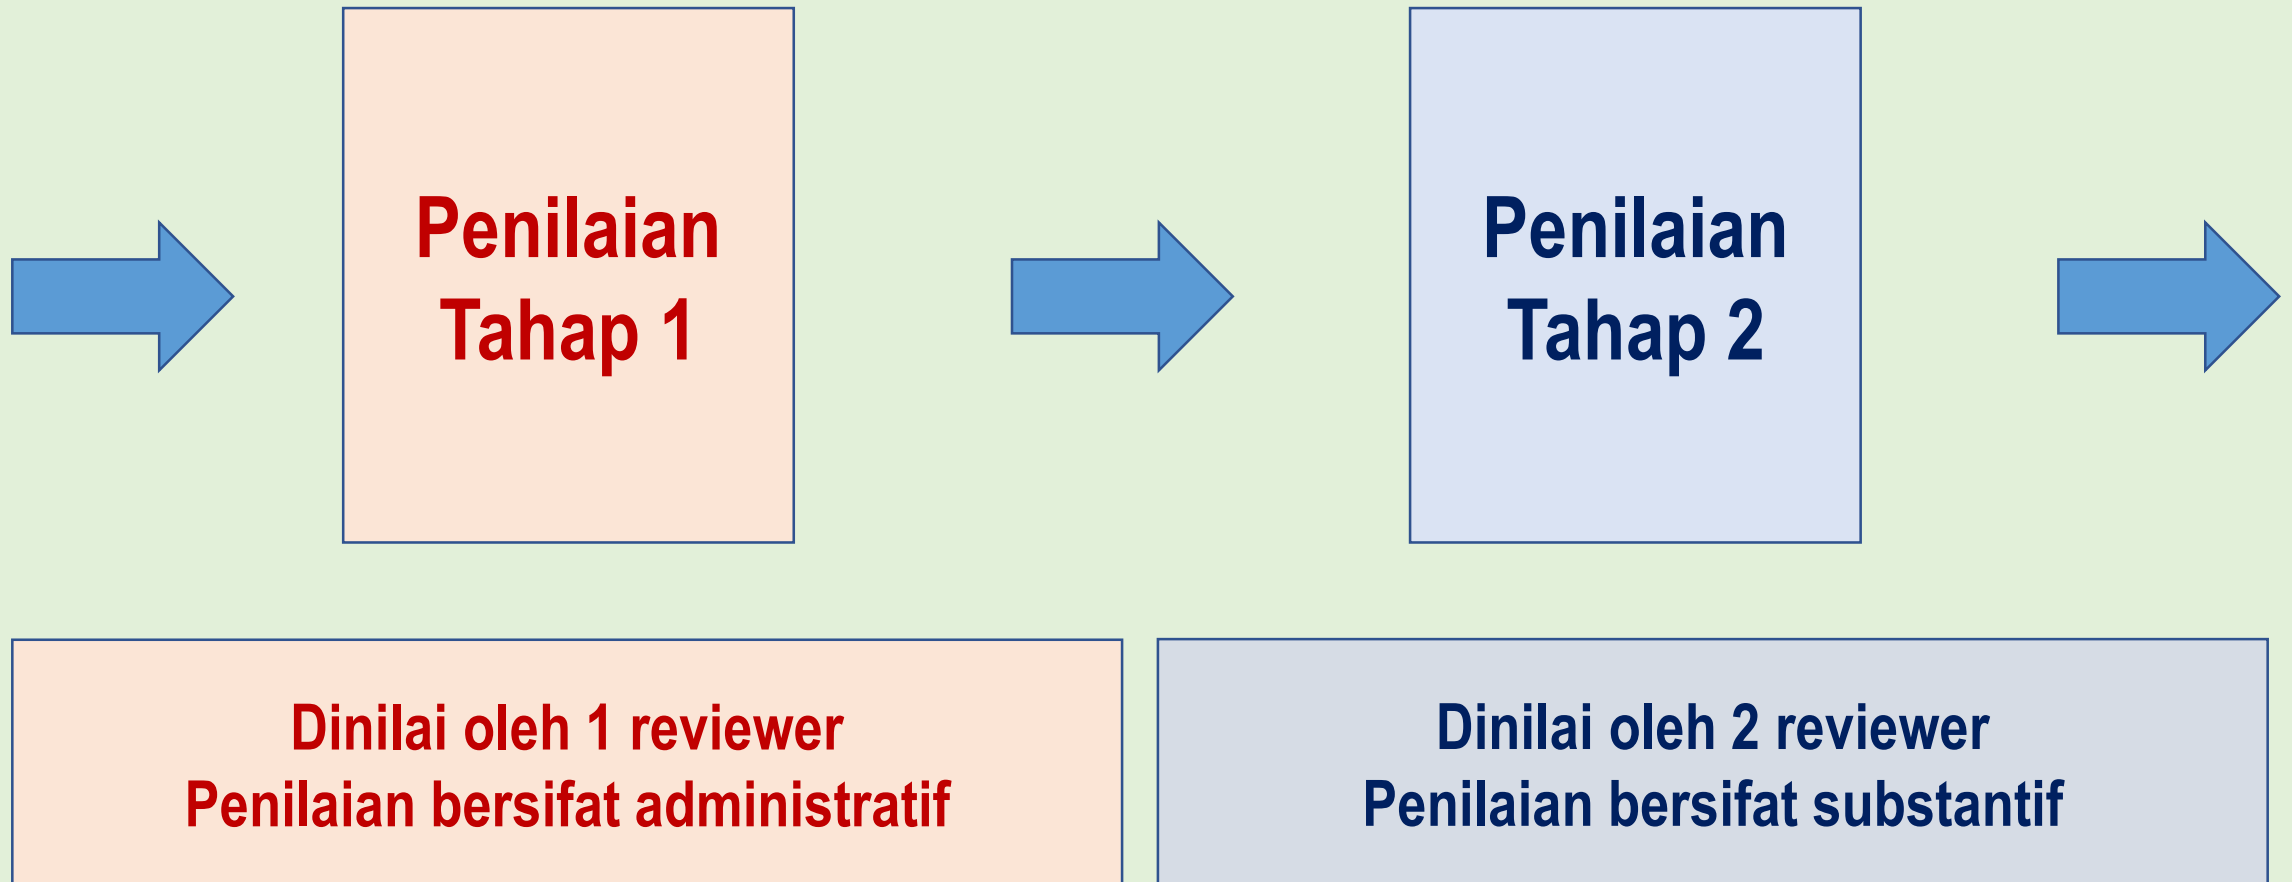 Penilaian
Tahap 1
Penilaian
Tahap 2
Dinilai oleh 1 reviewer
Penilaian bersifat administratif
Dinilai oleh 2 reviewer
Penilaian bersifat substantif